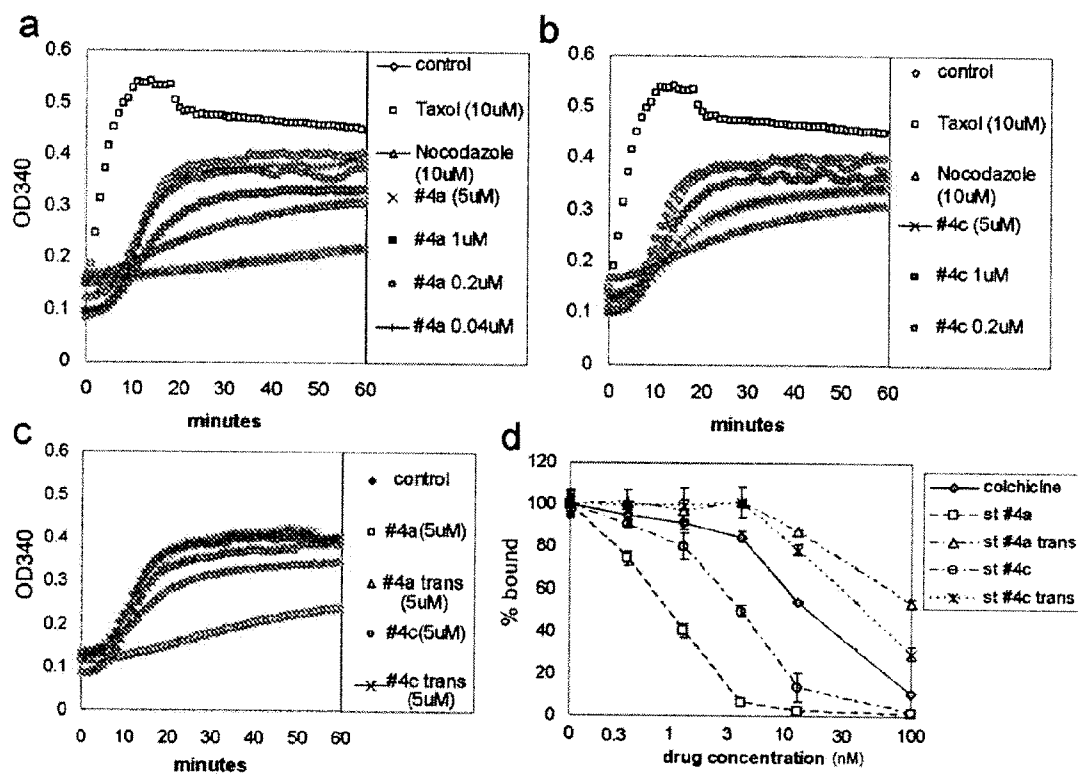 a
0.6
0.5
0.4
0.3
0.2
0.1
0
OD340
0 10 20 30 40 50 60
minutes
control
Taxol (10uM)
Nocodazole
(10uM)
#4a (5uM)
#4a 1uM
#4a 0.2uM
#4a 0.04uM
b
0.6
0.5
0.4
0.3
0.2
0.1
0
0 10 20 30 40 50 60
minutes
control
Taxol (10uM)
Nocodazole
(10uM)
#4c (5uM)
#4c 1uM
#4c 0.2uM
c
0.6
0.5
0.4
0.3
0.2
0.1
0
OD340
0 10 20 30 40 50 60
minutes
control
#4a(5uM)
#4a trans
(5uM)
#4c(5uM)
#4c trans
(5uM)
d
120
100
80
60
40
20
0
% bound
0 0.3 1 3 10 100
drug concentration (nM)
colchicine
st #4a
st #4a trans
st #4c
st #4c trans